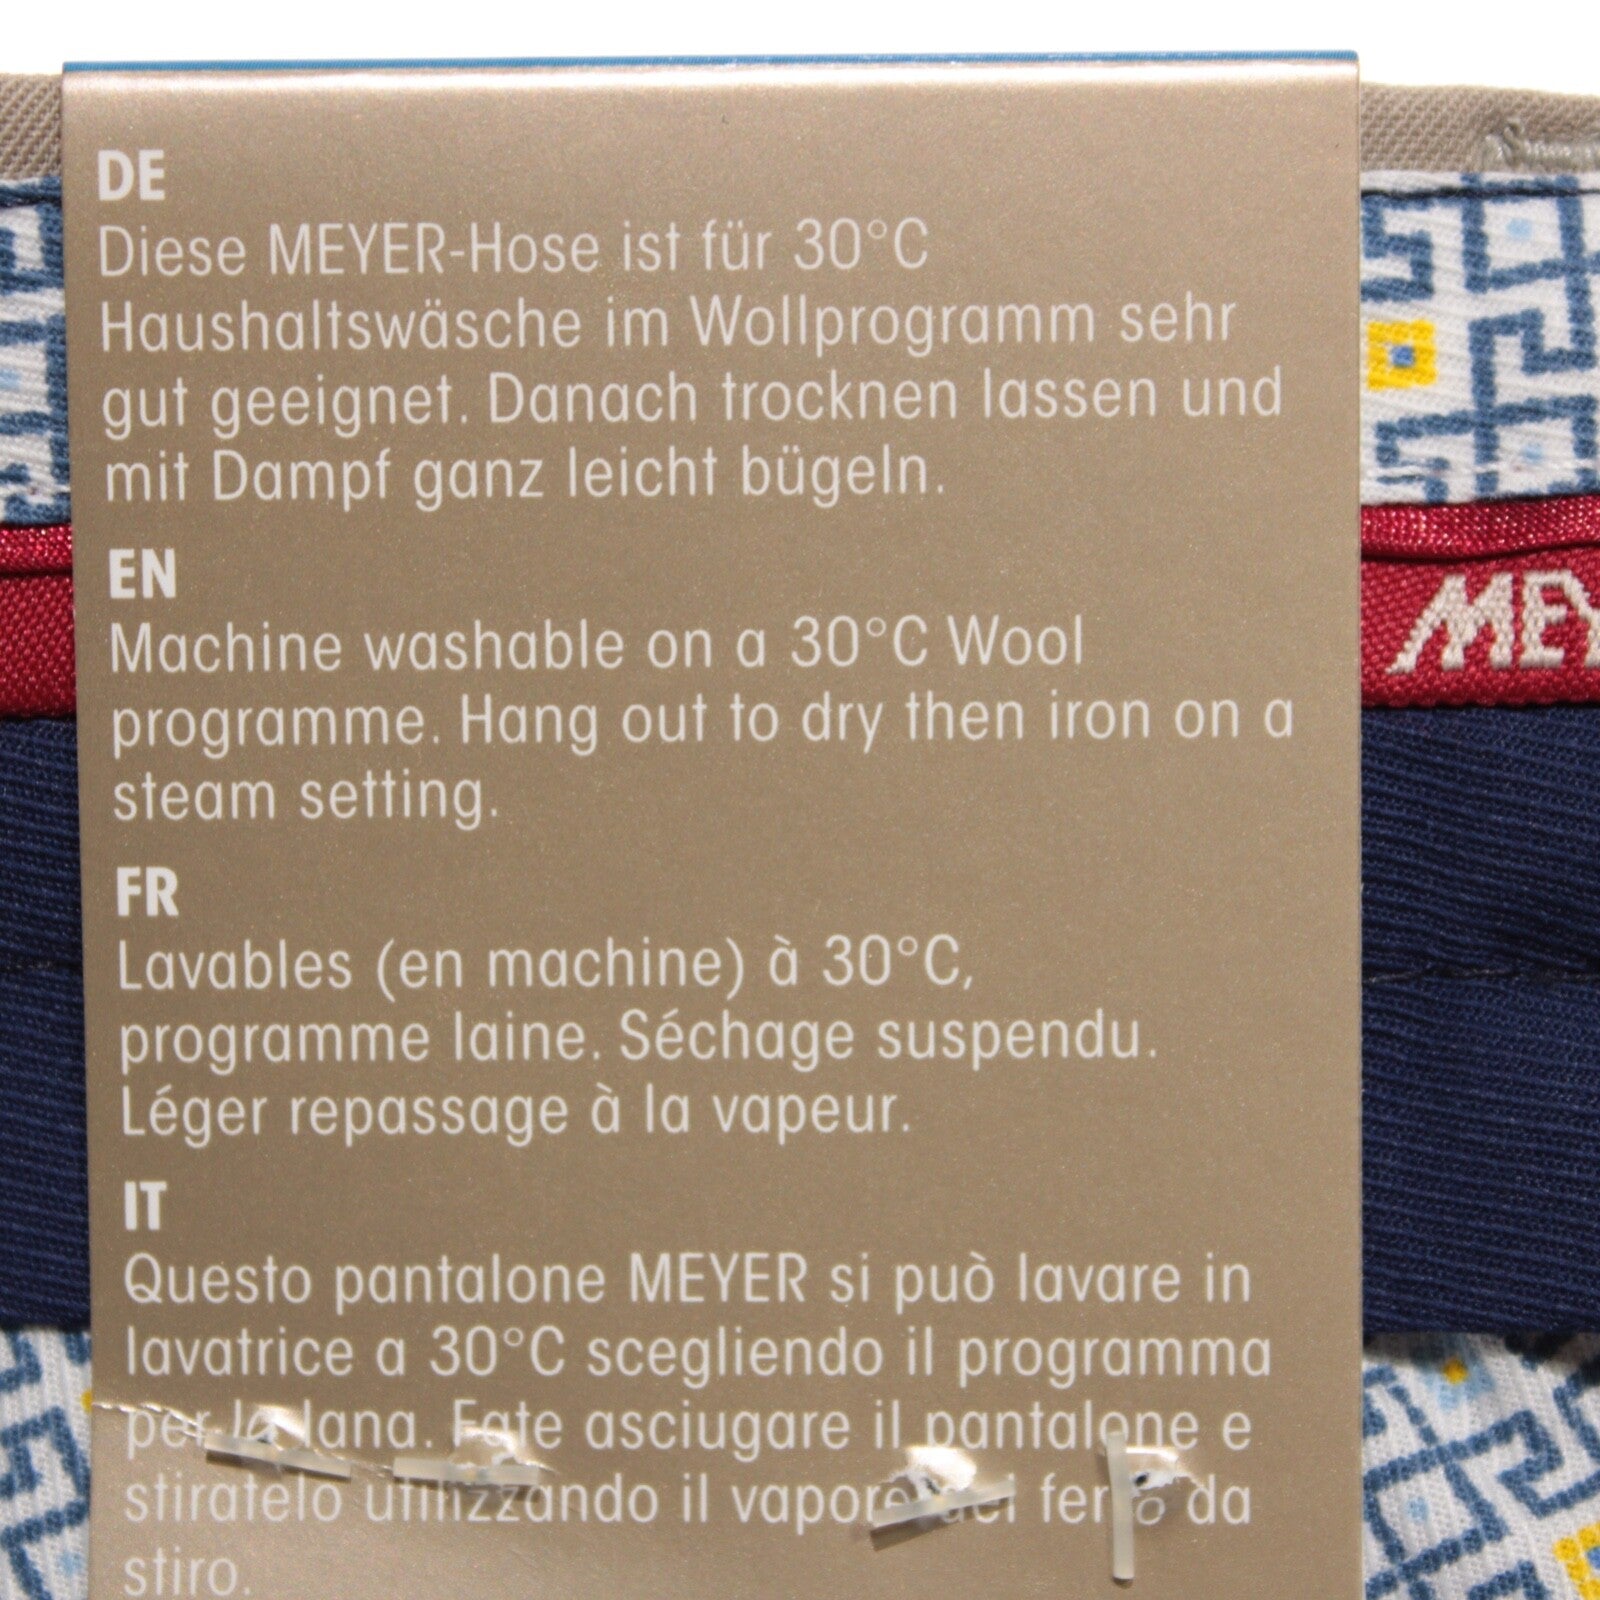 DE
Diese MEYER-Hose ist für 30°C
Haushaltswäsche im Wollprogramm sehr
gut geeignet. Danach trocknen lassen und
mit Dampf ganz leicht bügeln.
EN
Machine washable on a 30°C Wool
programme. Hang out to dry then iron on a
steam setting.
FR
Lavables (en machine) à 30°C,
programme laine. Séchage suspendu.
Léger repassage à la vapeur.
IT
Questo pantalone MEYER si può lavare in
lavatrice a 30°C scegliendo il programma
per la lana. Fate asciugare il pantalone e
stiratelo utilizzando il vapore del ferro da
stiro.
MEY